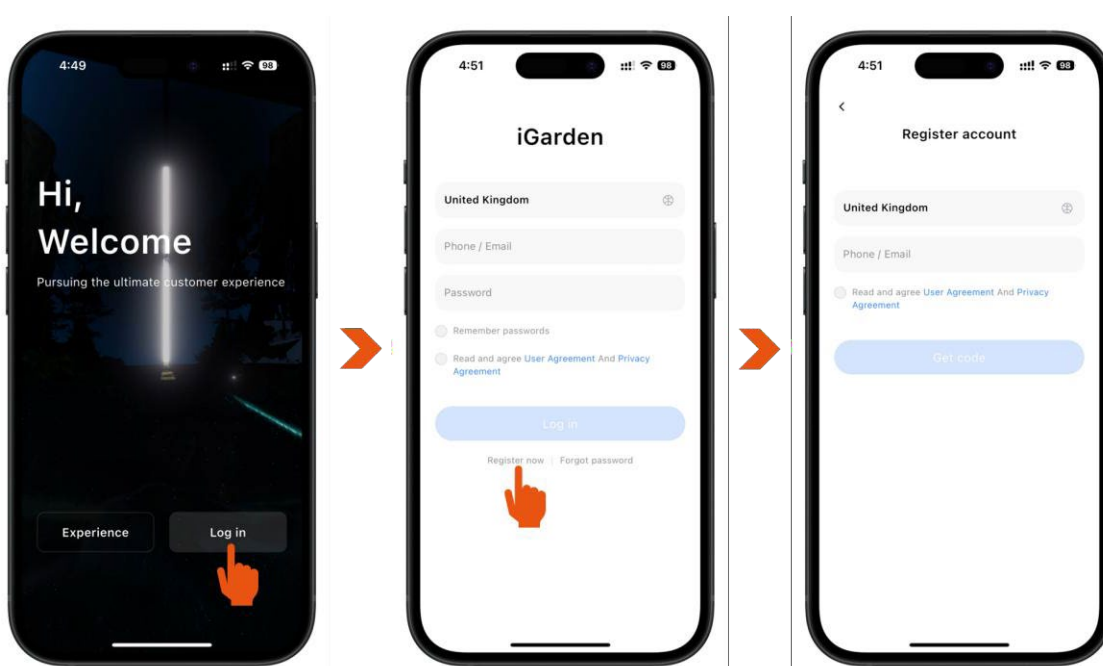 4:49
98
Hi,
Welcome
Pursuing the ultimate customer experience
Experience
Log in
4:51
98
iGarden
United Kingdom
Phone / Email
Password
Remember passwords
Read and agree User Agreement And Privacy
Agreement
Log in
Register now | Forgot password
4:51
98
Register account
United Kingdom
Phone / Email
Read and agree User Agreement And Privacy
Agreement
Get code